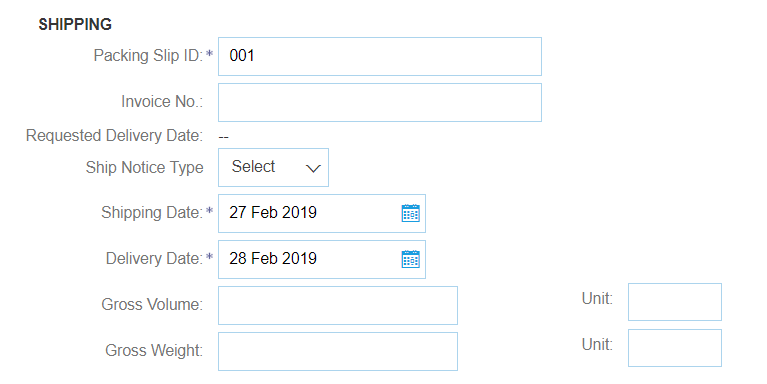 SHIPPING
Packing Slip ID:* 001
Invoice No.:
Requested Delivery Date: --
Ship Notice Type Select
Shipping Date:* 27 Feb 2019
Delivery Date:* 28 Feb 2019
Gross Volume: Unit:
Gross Weight: Unit: